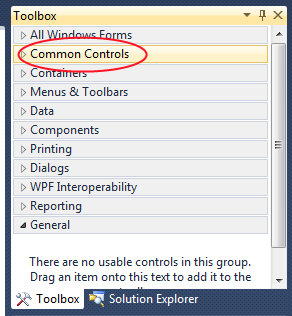 Toolbox
All Windows Forms
Common Controls
Containers
Menus & Toolbars
Data
Components
Printing
Dialogs
WPF Interoperability
Reporting
General
There are no usable controls in this group.
Drag an item onto this text to add it to the
Toolbox Solution Explorer